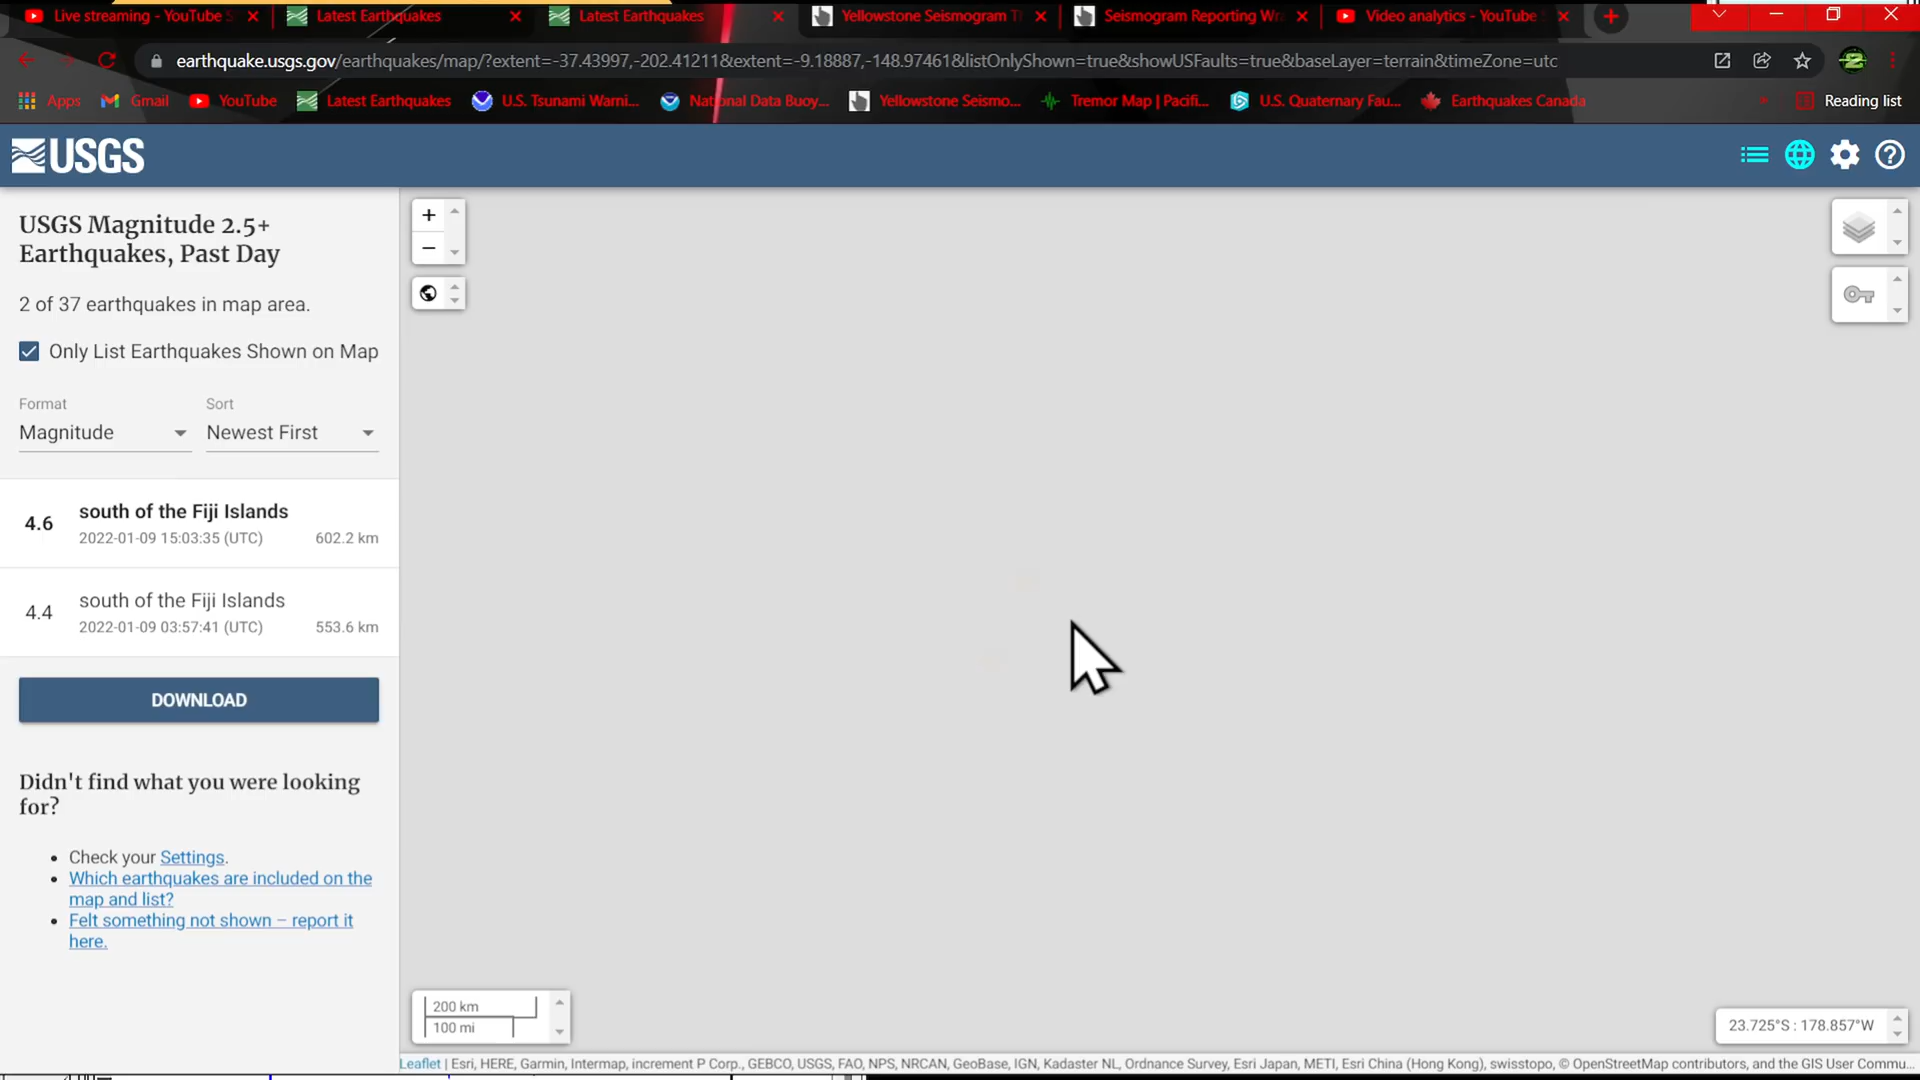 Live streaming - YouTube S
Latest Earthquakes
Latest Earthquakes
Yellowstone Seismogram T
Seismogram Reporting Wr
Video analytics - YouTube
earthquake.usgs.gov/earthquakes/map/?extent=-37.43997,-202.41211&extent=-9.18887,-148.97461&listOnlyShown=true&showUSFaults=true&baseLayer=terrain&timeZone=utc
Apps
Gmail
YouTube
Latest Earthquakes
U.S. Tsunami Warni...
National Data Buoy...
Yellowstone Seismo...
Tremor Map | Pacifi...
U.S. Quaternary Fau...
Earthquakes Canada
Reading list
USGS
USGS Magnitude 2.5+
Earthquakes, Past Day
2 of 37 earthquakes in map area.
Only List Earthquakes Shown on Map
Format
Sort
Magnitude
Newest First
4.6
south of the Fiji Islands
2022-01-09 15:03:35 (UTC)
602.2 km
4.4
south of the Fiji Islands
2022-01-09 03:57:41 (UTC)
553.6 km
DOWNLOAD
Didn't find what you were looking
for?
Check your Settings.
Which earthquakes are included on the
map and list?
Felt something not shown – report it
here.
+
−
200 km
100 mi
23.725°S : 178.857°W
Leaflet | Esri, HERE, Garmin, Intermap, increment P Corp., GEBCO, USGS, FAO, NPS, NRCAN, GeoBase, IGN, Kadaster NL, Ordnance Survey, Esri Japan, METI, Esri China (Hong Kong), swisstopo, © OpenStreetMap contributors, and the GIS User Commu...